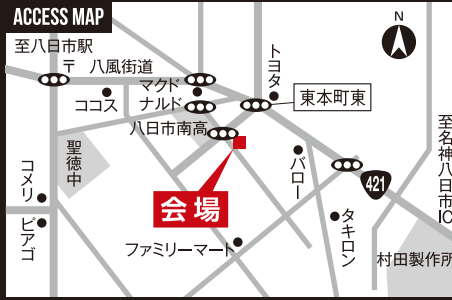 ACCESS MAP
N
至八日市駅
〒 八風街道
トヨタ
マクド
ナルド
ココス
東本町東
八日市南高
至名神八日市IC
聖徳中
バロー
コメリ
421
会場
ピアゴ
タキロン
ファミリーマート
村田製作所